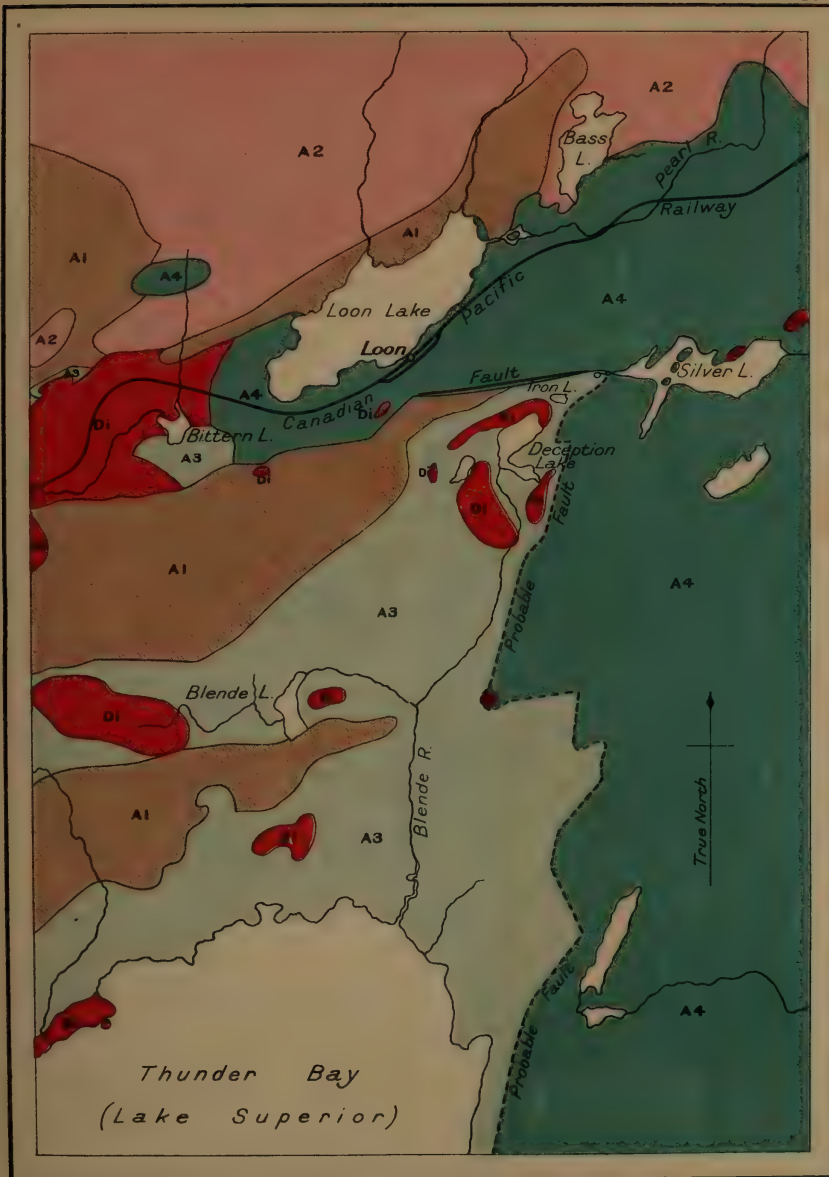 A2
A2
Bass
L.
Pearl R.
Railway
A1
A1
A4
Loon Lake
Pacific
A4
A2
Loon
A3
A4
Fault
Silver L.
Iron L.
Canadian
Di
Di
Bittern L.
A3
Deception
Lake
Di
Di
Di
Fault
A1
A4
Probable
A3
Blende L.
Di
True North
Blende R.
A1
A3
Fault
A4
Probable
Thunder Bay
(Lake Superior)